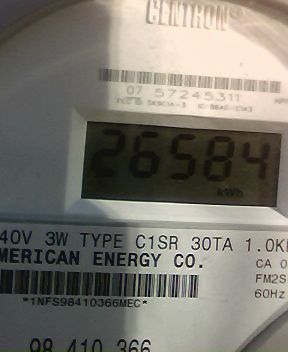 CENTRON®
07 57245311
26584
kWh
40V 3W TYPE C1SR 30TA 1.0K
MERICAN ENERGY CO.
CA 0
FM2S
60Hz
*1NFS98410366MEC*
98 410 366